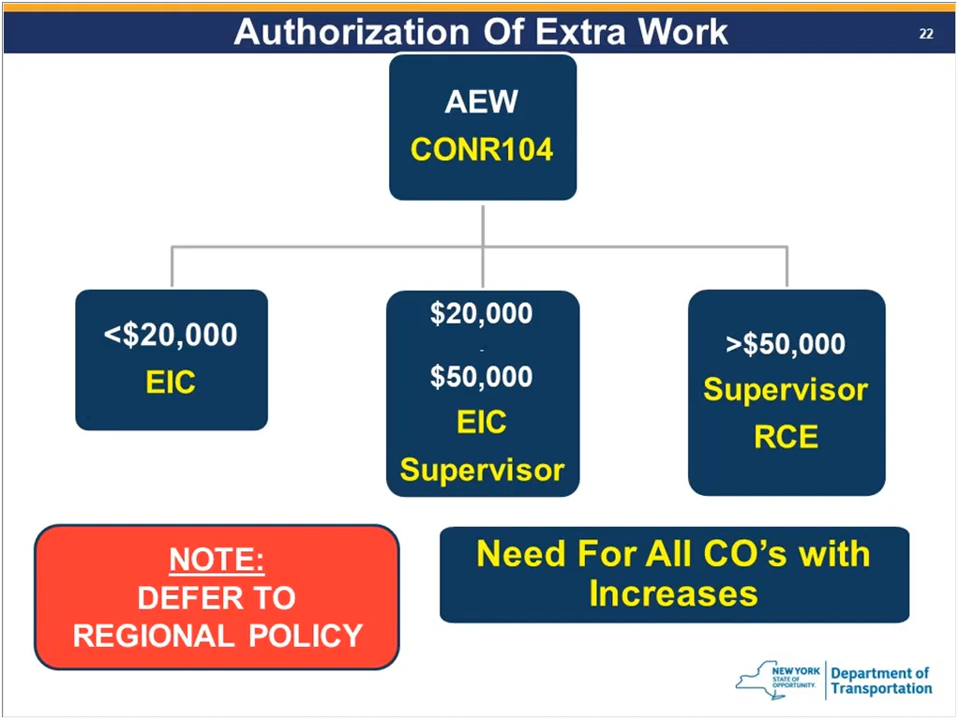 Authorization Of Extra Work
22
AEW
CONR104
<$20,000
EIC
$20,000
-
$50,000
EIC
Supervisor
>$50,000
Supervisor
RCE
NOTE:
DEFER TO
REGIONAL POLICY
Need For All CO’s with
Increases
NEW YORK
STATE OF
OPPORTUNITY.
Department of
Transportation